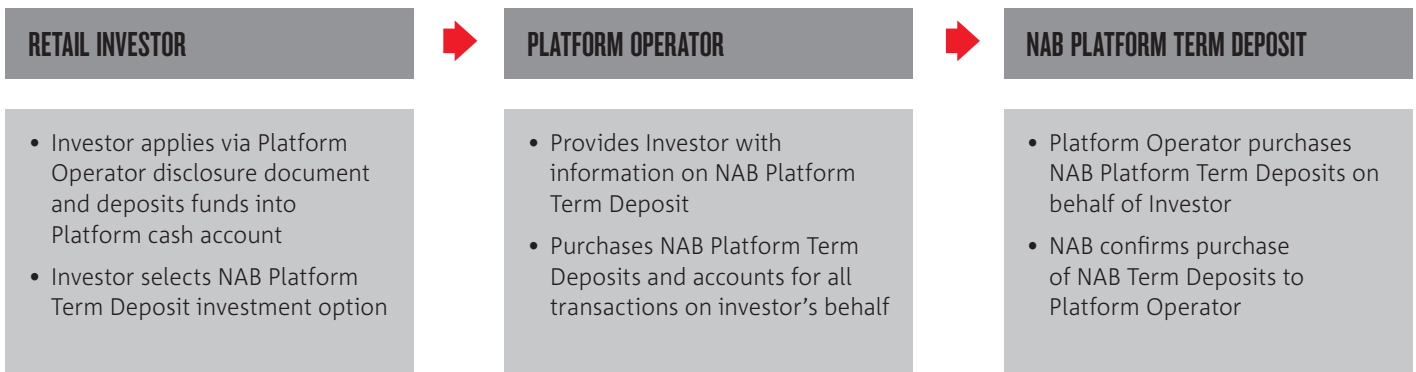 RETAIL INVESTOR
• Investor applies via Platform
Operator disclosure document
and deposits funds into
Platform cash account
• Investor selects NAB Platform
Term Deposit investment option
PLATFORM OPERATOR
• Provides Investor with
information on NAB Platform
Term Deposit
• Purchases NAB Platform Term
Deposits and accounts for all
transactions on investor’s behalf
NAB PLATFORM TERM DEPOSIT
• Platform Operator purchases
NAB Platform Term Deposits on
behalf of Investor
• NAB confirms purchase
of NAB Term Deposits to
Platform Operator